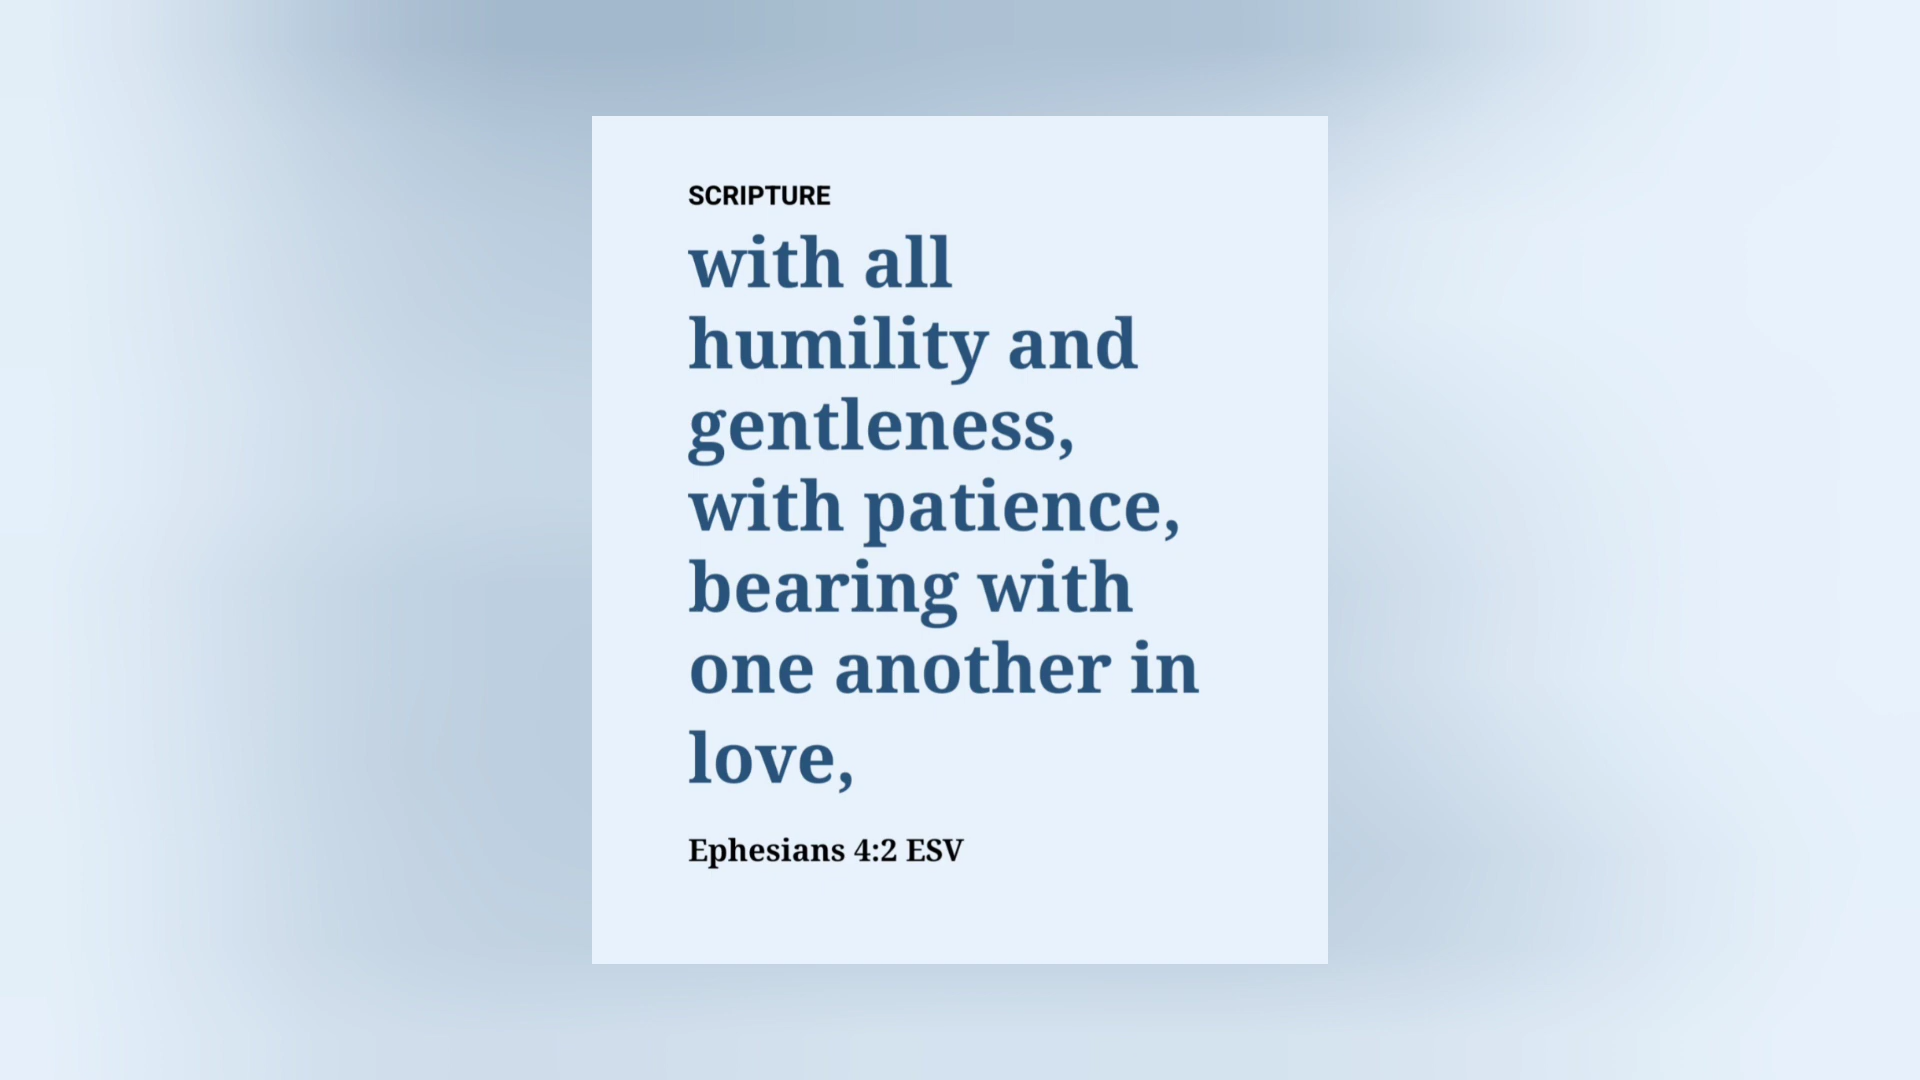 SCRIPTURE
with all
humility and
gentleness,
with patience,
bearing with
one another in
love,
Ephesians 4:2 ESV